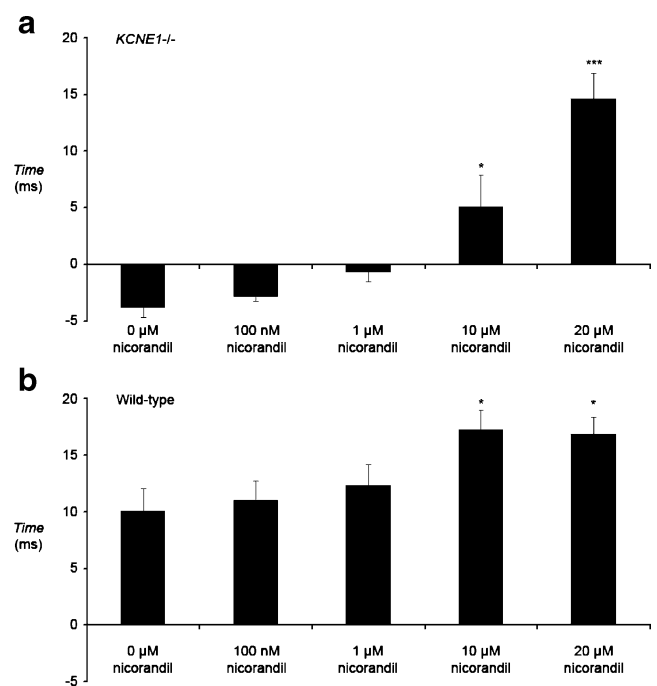 a
20
KCNE1-/-
***
15
Time
(ms)
10
*
5
0
-5
0 µM 100 nM 1 µM 10 µM 20 µM
nicorandil nicorandil nicorandil nicorandil nicorandil
b
20
Wild-type
* *
15
Time
(ms)
10
5
0
0 µM 100 nM 1 µM 10 µM 20 µM
nicorandil nicorandil nicorandil nicorandil nicorandil
-5